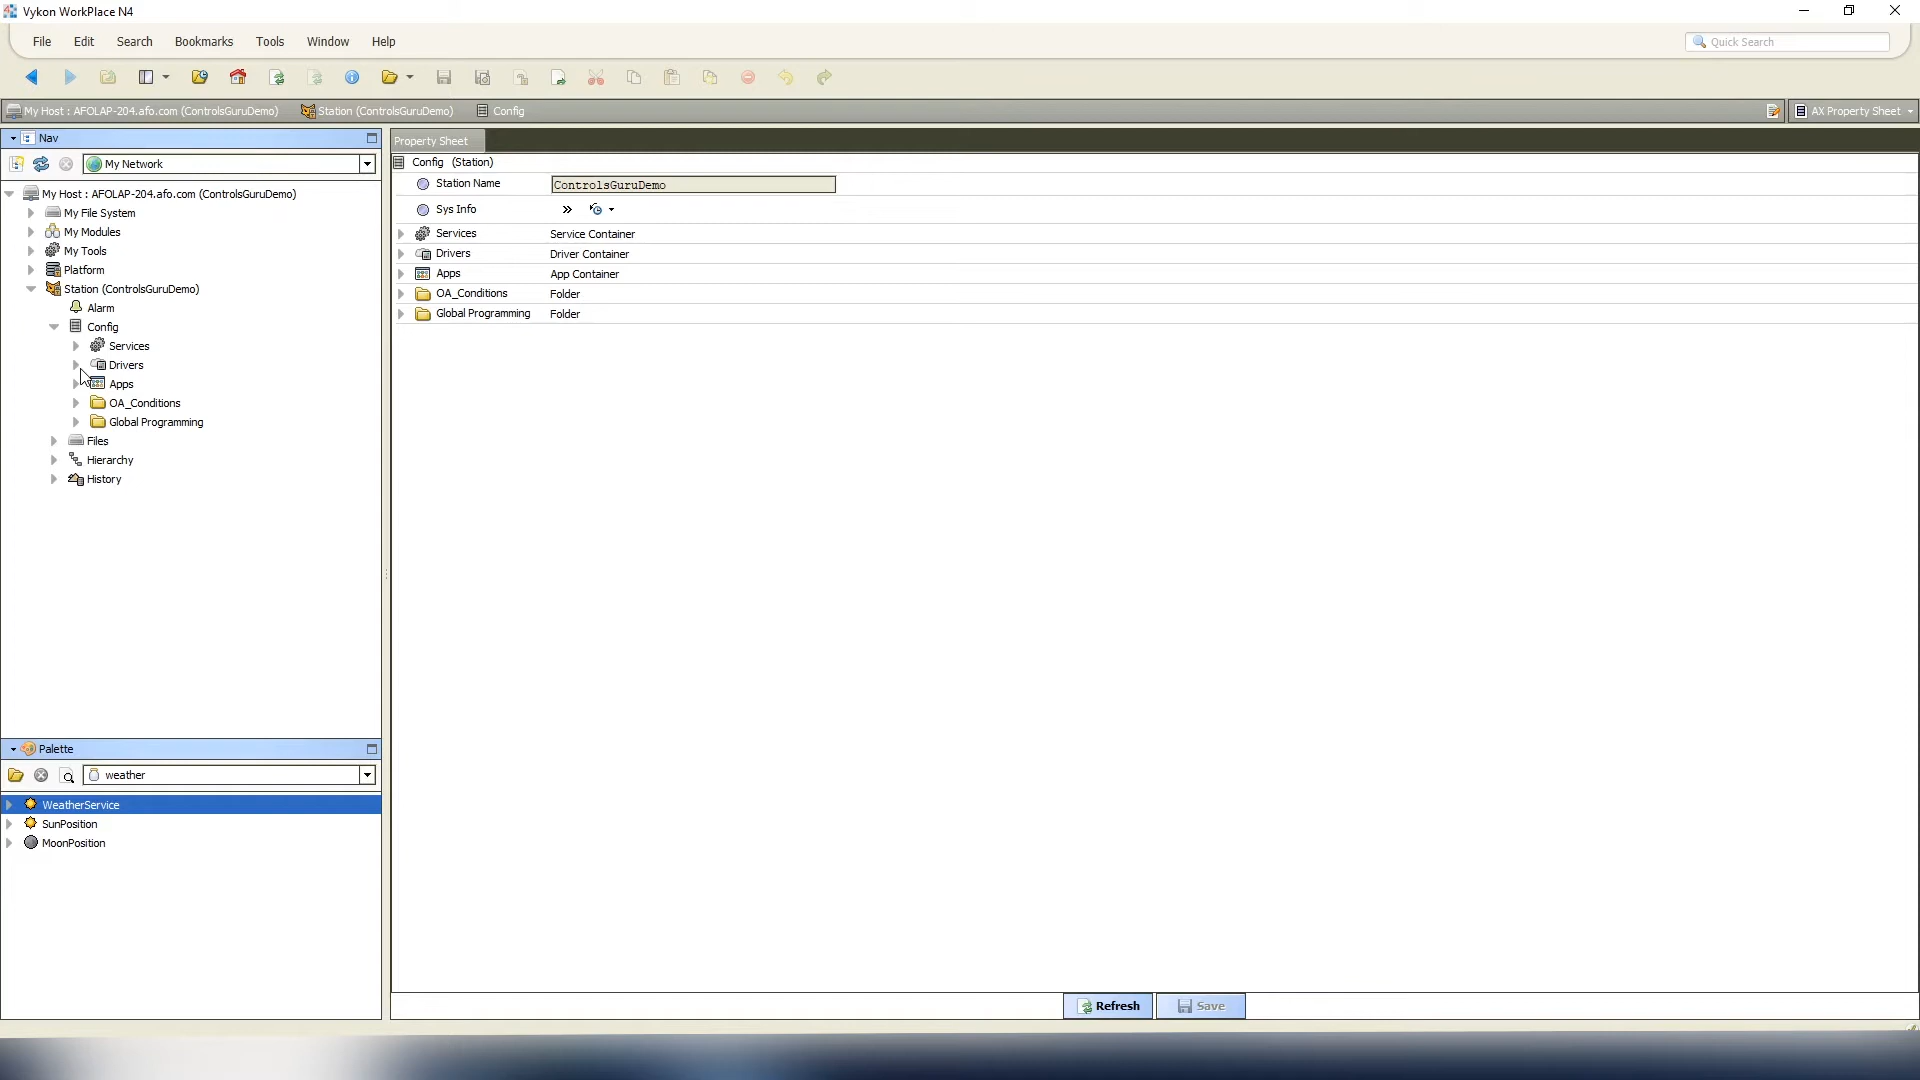 Vykon WorkPlace N4
File Edit Search Bookmarks Tools Window Help
Quick Search
My Host : AFOLAP-204.afo.com (ControlsGuruDemo) Station (ControlsGuruDemo) Config
AX Property Sheet
Nav
My Network
My Host : AFOLAP-204.afo.com (ControlsGuruDemo)
My File System
My Modules
My Tools
Platform
Station (ControlsGuruDemo)
Alarm
Config
Services
Drivers
Apps
OA_Conditions
Global Programming
Files
Hierarchy
History
Palette
weather
WeatherService
SunPosition
MoonPosition
Property Sheet
Config (Station)
Station Name ControlsGuruDemo
Sys Info
Services Service Container
Drivers Driver Container
Apps App Container
OA_Conditions Folder
Global Programming Folder
Refresh Save